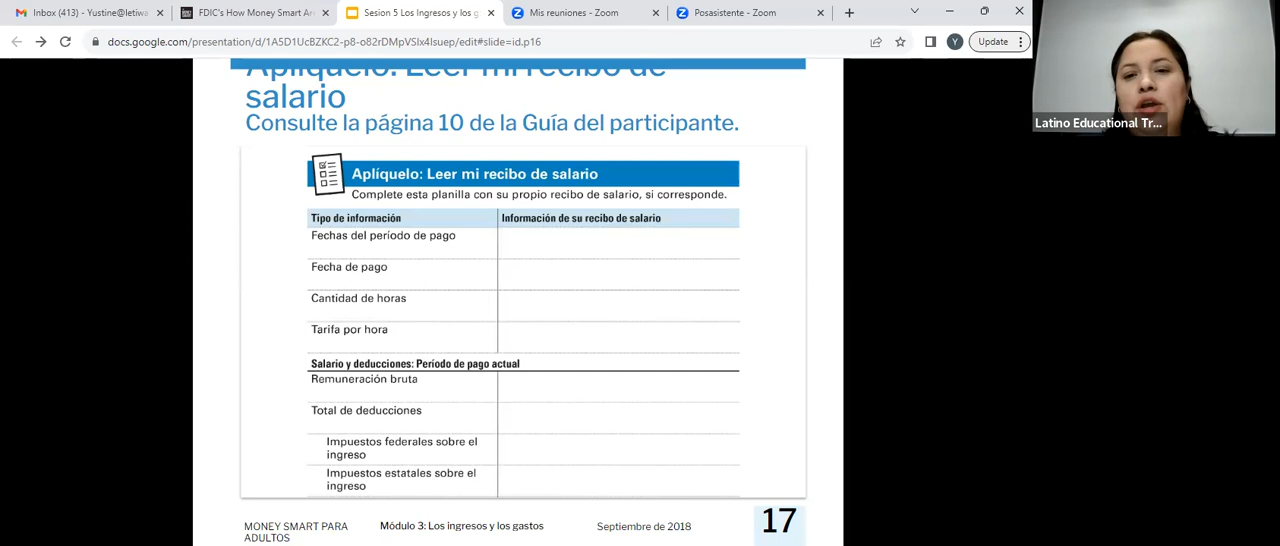 Inbox (413) - Yustine@letiwa
FDIC's How Money Smart Are
Sesion 5 Los Ingresos y los g
Mis reuniones - Zoom
Posasistente - Zoom
docs.google.com/presentation/d/1A5D1UcBZKC2-p8-o82rDMpVSIx4Isuep/edit#slide=id.p16
Y
Update
Aplíquelo: Leer mi recibo de
salario
Consulte la página 10 de la Guía del participante.
Aplíquelo: Leer mi recibo de salario
Complete esta planilla con su propio recibo de salario, si corresponde.
Tipo de información
Información de su recibo de salario
Fechas del período de pago
Fecha de pago
Cantidad de horas
Tarifa por hora
Salario y deducciones: Período de pago actual
Remuneración bruta
Total de deducciones
Impuestos federales sobre el
ingreso
Impuestos estatales sobre el
ingreso
MONEY SMART PARA
ADULTOS
Módulo 3: Los ingresos y los gastos
Septiembre de 2018
17
Latino Educational Tr...